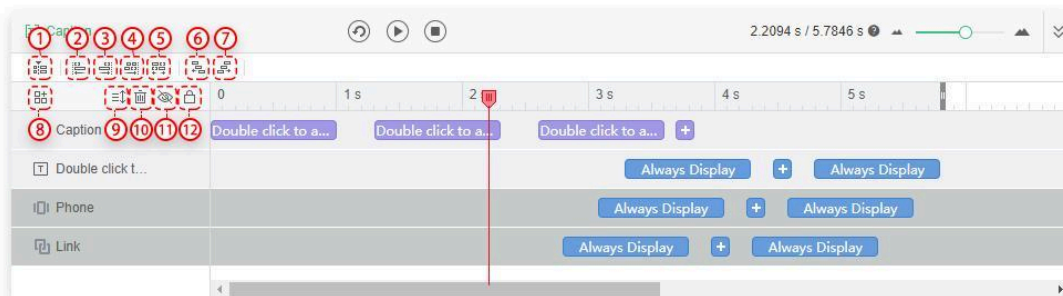 Caption
2.2094 s / 5.7846 s ?
1 2 3 4 5 6 7
0 1 s 2 3 s 4 s 5 s
8 Caption 9 10 11 12 Double click to a... Double click to a... Double click to a... +
T Double click t... Always Display + Always Display
Phone Always Display + Always Display
Link Always Display + Always Display